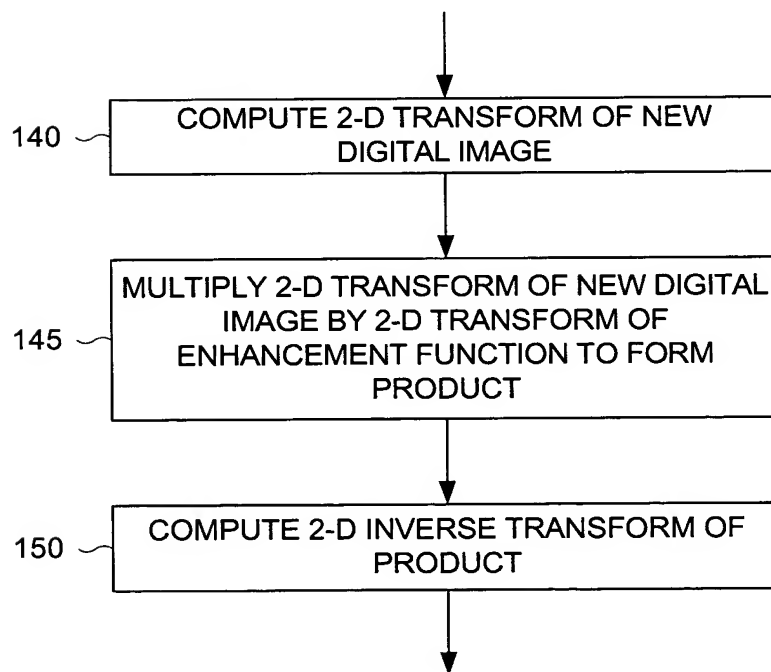 140
COMPUTE 2-D TRANSFORM OF NEW
DIGITAL IMAGE
145
MULTIPLY 2-D TRANSFORM OF NEW DIGITAL
IMAGE BY 2-D TRANSFORM OF
ENHANCEMENT FUNCTION TO FORM
PRODUCT
150
COMPUTE 2-D INVERSE TRANSFORM OF
PRODUCT